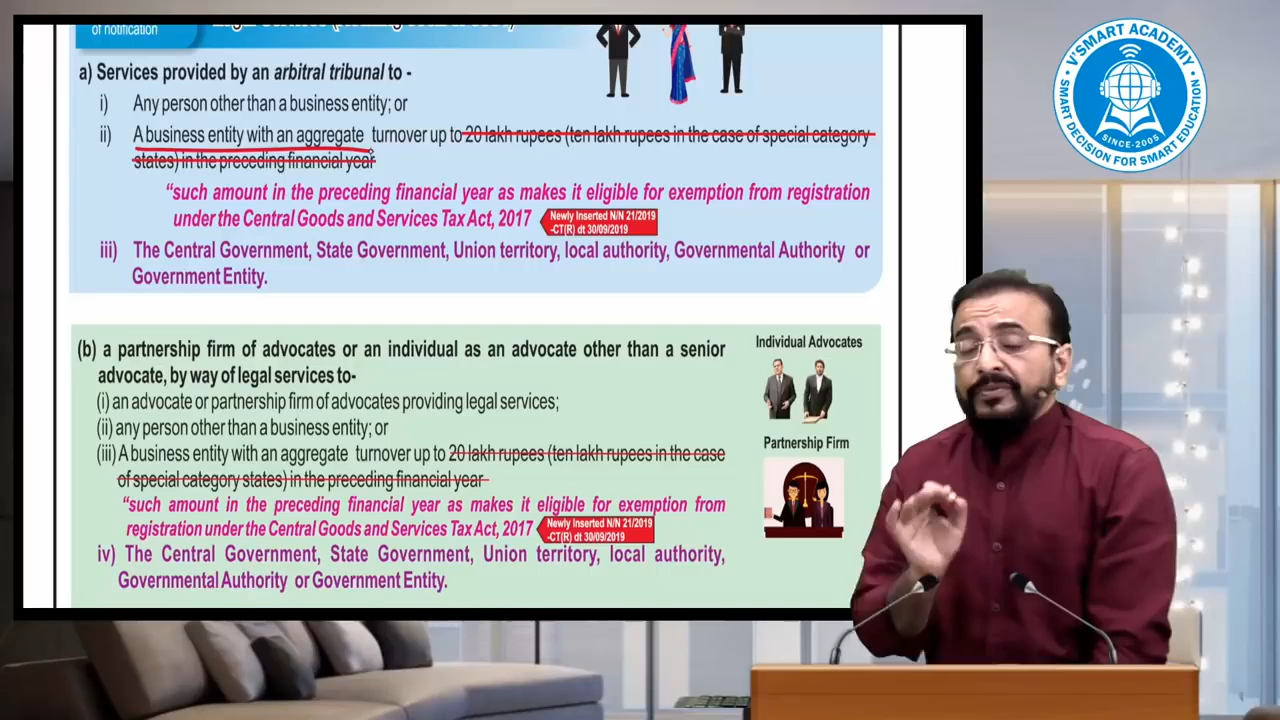 of notification
a) Services provided by an arbitral tribunal to -
i) Any person other than a business entity; or
ii) A business entity with an aggregate turnover up to 20 lakh rupees (ten lakh rupees in the case of special category
states) in the preceding financial year
“such amount in the preceding financial year as makes it eligible for exemption from registration
under the Central Goods and Services Tax Act, 2017
Newly Inserted N/N 21/2019
-CT(R) dt 30/09/2019
iii) The Central Government, State Government, Union territory, local authority, Governmental Authority or
Government Entity.
(b) a partnership firm of advocates or an individual as an advocate other than a senior
advocate, by way of legal services to-
(i) an advocate or partnership firm of advocates providing legal services;
(ii) any person other than a business entity; or
(iii) A business entity with an aggregate turnover up to 20 lakh rupees (ten lakh rupees in the case
of special category states) in the preceding financial year
“such amount in the preceding financial year as makes it eligible for exemption from
registration under the Central Goods and Services Tax Act, 2017
Newly Inserted N/N 21/2019
-CT(R) dt 30/09/2019
iv) The Central Government, State Government, Union territory, local authority,
Governmental Authority or Government Entity.
Individual Advocates
Partnership Firm
V'SMART ACADEMY
SMART DECISION FOR SMART EDUCATION
SINCE-2005